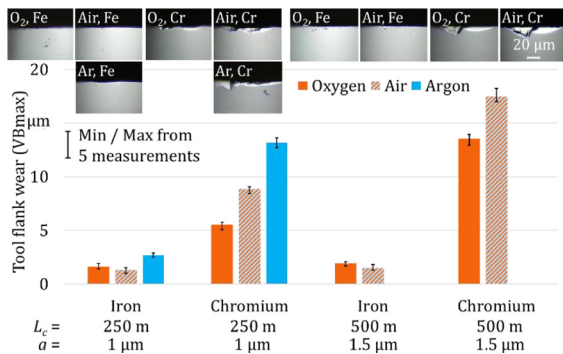 O2, Fe Air, Fe O2, Cr Air, Cr O2, Fe Air, Fe O2, Cr Air, Cr
20 μm
Ar, Fe Ar, Cr
Tool flank wear (VBmax)
20
μm
10
5
0
Min / Max from
5 measurements
Oxygen Air Argon
Iron Chromium Iron Chromium
Lc = 250 m 250 m 500 m 500 m
a = 1 μm 1 μm 1.5 μm 1.5 μm